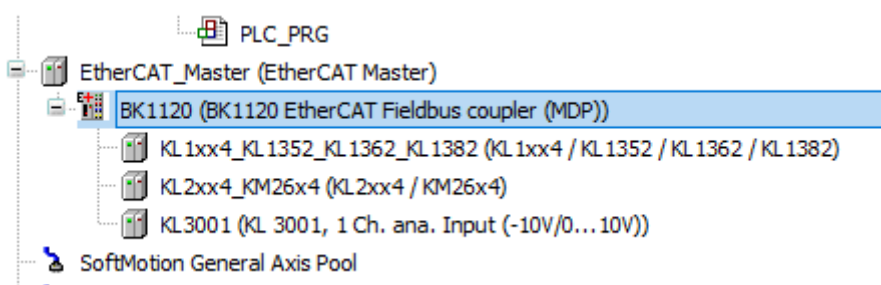 PLC_PRG
EtherCAT_Master (EtherCAT Master)
BK1120 (BK1120 EtherCAT Fieldbus coupler (MDP))
KL1xx4_KL1352_KL1362_KL1382 (KL1xx4 / KL1352 / KL1362 / KL1382)
KL2xx4_KM26x4 (KL2xx4 / KM26x4)
KL3001 (KL 3001, 1 Ch. ana. Input (-10V/0...10V))
SoftMotion General Axis Pool